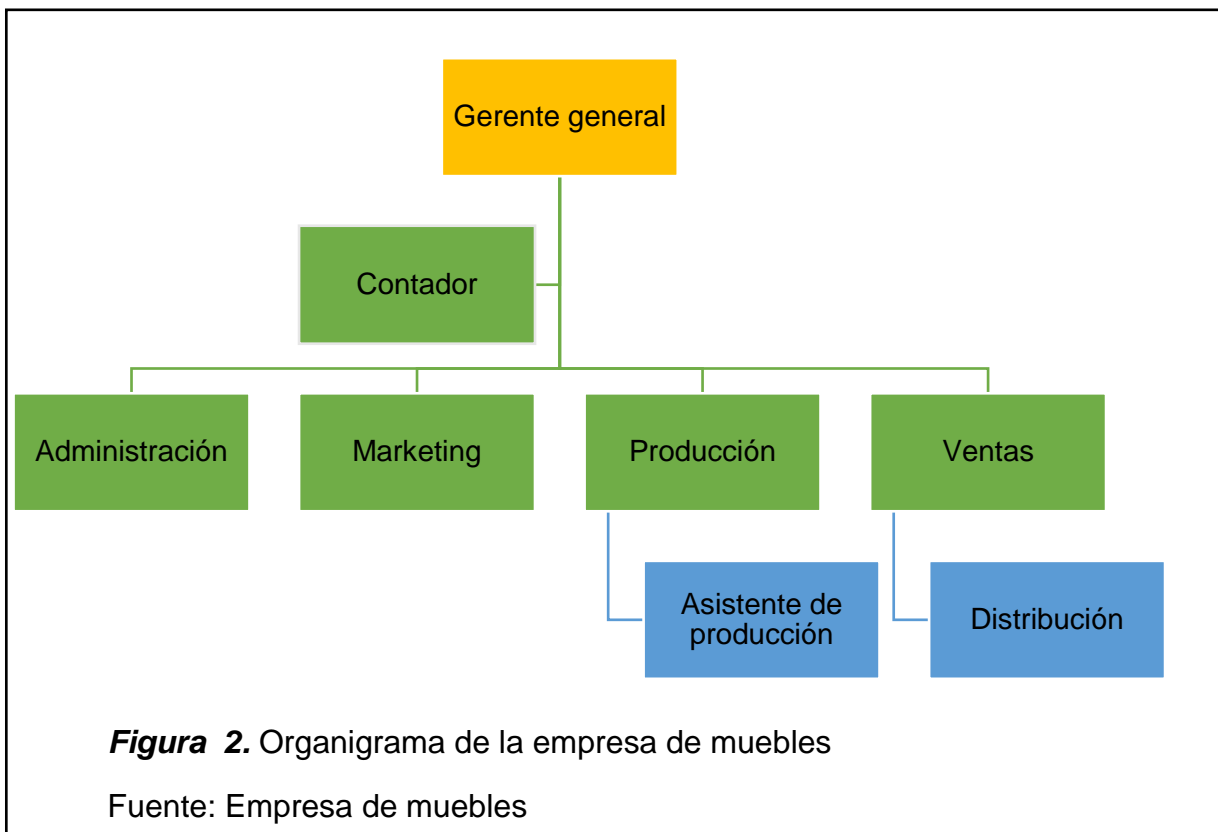 Gerente general
Contador
Administración
Marketing
Producción
Ventas
Asistente de
producción
Distribución
Figura 2. Organigrama de la empresa de muebles
Fuente: Empresa de muebles